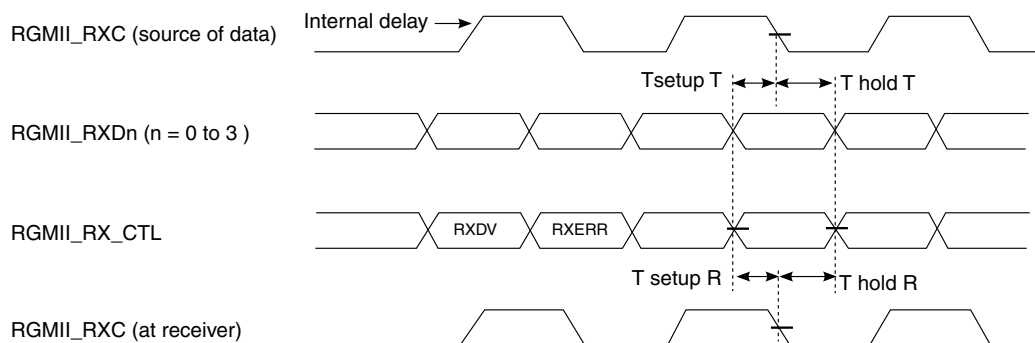 Internal delay
RGMII_RXC (source of data)
Tsetup T
T hold T
RGMII_RXDn (n = 0 to 3 )
RGMII_RX_CTL
RXDV
RXERR
T setup R
T hold R
RGMII_RXC (at receiver)